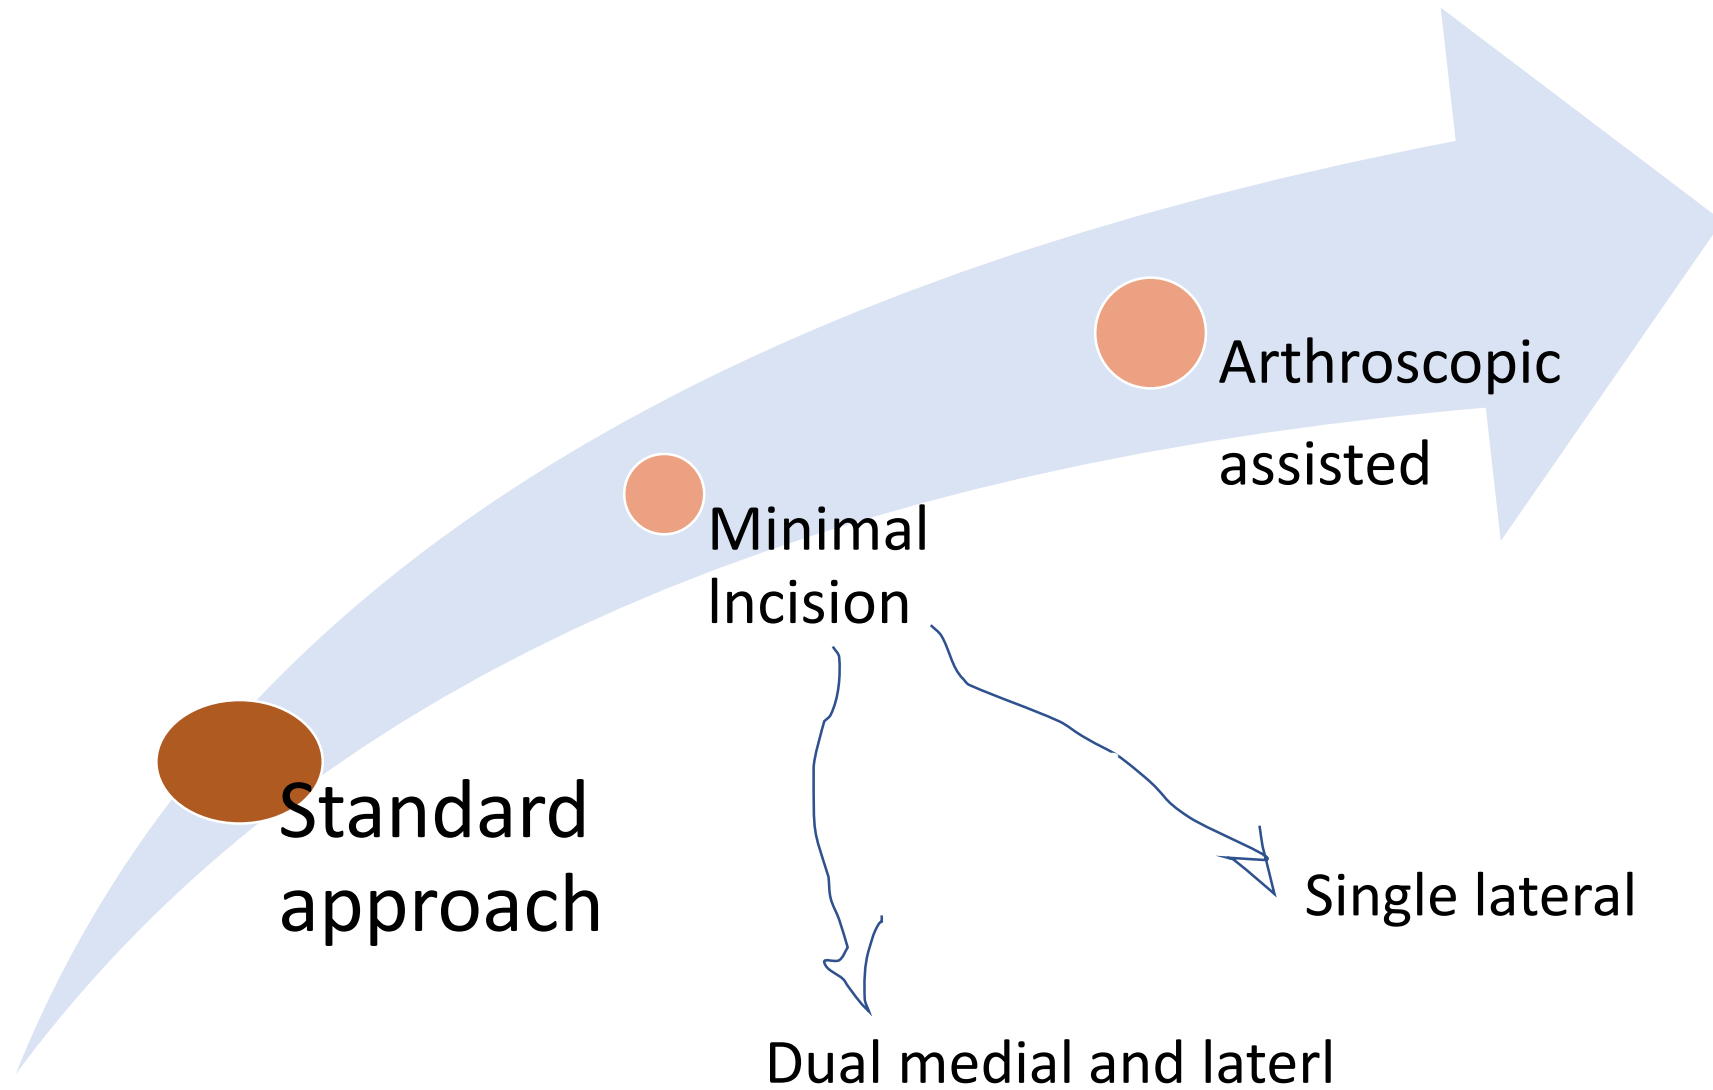 Arthroscopic
assisted
Minimal
Incision
Standard
approach
Single lateral
Dual medial and laterl